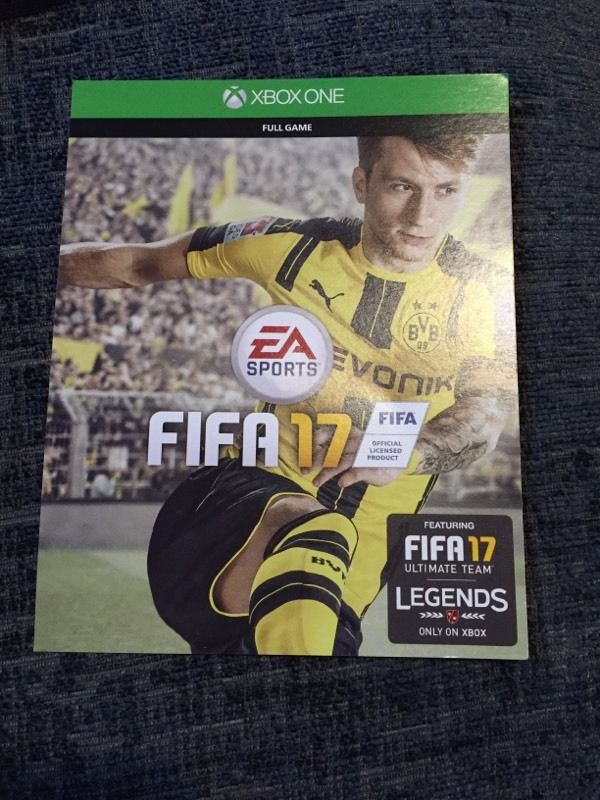 XBOX ONE
FULL GAME
BVB
09
EVONIK
EA
SPORTS
FIFA 17
FIFA
OFFICIAL
LICENSED
PRODUCT
BVB
FEATURING
FIFA 17
ULTIMATE TEAM
LEGENDS
ONLY ON XBOX